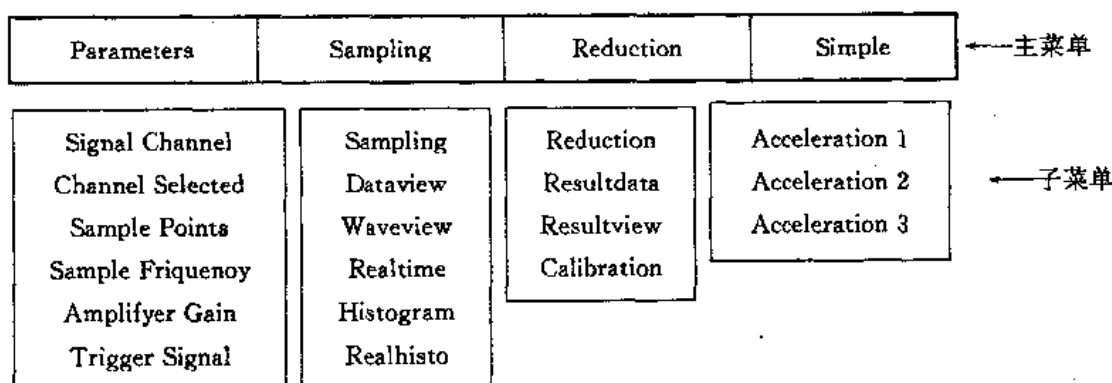 Parameters Sampling Reduction Simple 主菜单
Signal Channel
Channel Selected
Sample Points
Sample Friquenoy
Amplifyer Gain
Trigger Signal
Sampling
Dataview
Waveview
Realtime
Histogram
Realhisto
Reduction
Resultdata
Resultview
Calibration
Acceleration 1
Acceleration 2
Acceleration 3
子菜单